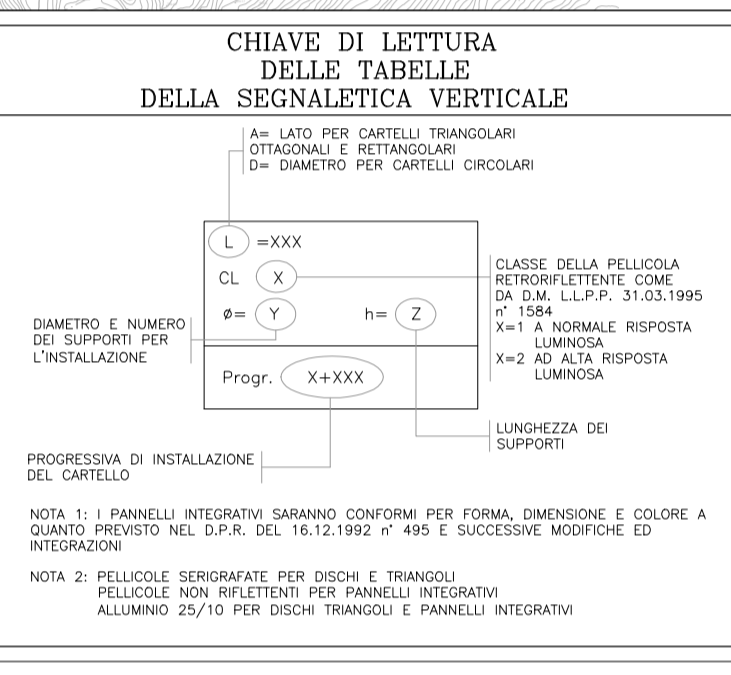 CHIAVE DI LETTURA
DELLE TABELLE
DELLA SEGNALETICA VERTICALE
A= LATO PER CARTELLI TRIANGOLARI
OTTAGONALI E RETTANGOLARI
D= DIAMETRO PER CARTELLI CIRCOLARI
L =XXX
CL X
ø= Y h= Z
Progr. X+XXX
CLASSE DELLA PELLICOLA
RETRORIFLETTENTE COME
DA D.M. L.L.P.P. 31.03.1995
n° 1584
X=1 A NORMALE RISPOSTA
LUMINOSA
X=2 AD ALTA RISPOSTA
LUMINOSA
DIAMETRO E NUMERO
DEI SUPPORTI PER
L'INSTALLAZIONE
LUNGHEZZA DEI
SUPPORTI
PROGRESSIVA DI INSTALLAZIONE
DEL CARTELLO
NOTA 1: I PANNELLI INTEGRATIVI SARANNO CONFORMI PER FORMA, DIMENSIONE E COLORE A
QUANTO PREVISTO NEL D.P.R. DEL 16.12.1992 n° 495 E SUCCESSIVE MODIFICHE ED
INTEGRAZIONI
NOTA 2: PELLICOLE SERIGRAFATE PER DISCHI E TRIANGOLI
PELLICOLE NON RIFLETTENTI PER PANNELLI INTEGRATIVI
ALLUMINIO 25/10 PER DISCHI TRIANGOLI E PANNELLI INTEGRATIVI